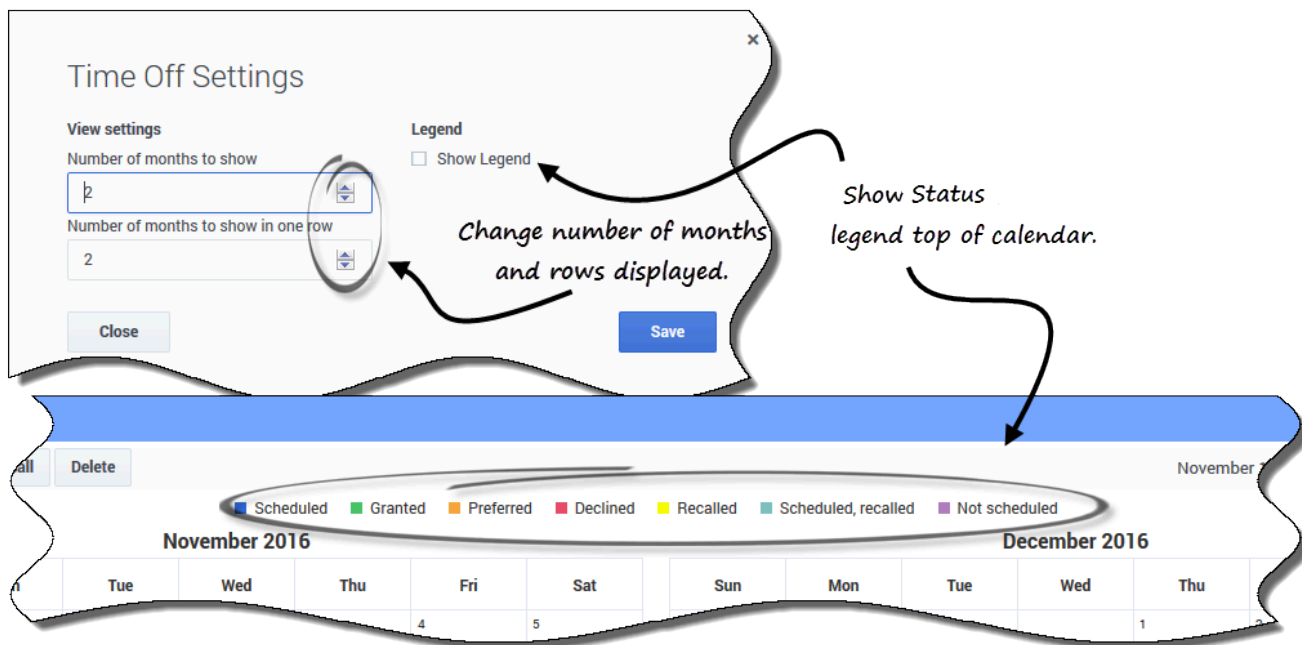 ×
Time Off Settings
View settings
Legend
Number of months to show
Show Legend
2
Number of months to show in one row
2
Change number of months
and rows displayed.
Show Status
legend top of calendar.
Close
Save
all
Delete
November
Scheduled Granted Preferred Declined Recalled Scheduled, recalled Not scheduled
November 2016
December 2016
Tue Wed Thu Fri Sat Sun Mon Tue Wed Thu
4 5 1